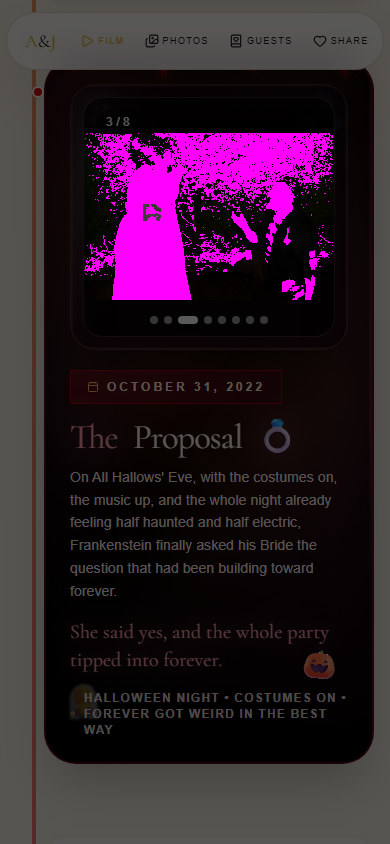 A&J
FILM
PHOTOS
GUESTS
SHARE
3 / 8
OCTOBER 31, 2022
The Proposal
On All Hallows' Eve, with the costumes on,
the music up, and the whole night already
feeling half haunted and half electric,
Frankenstein finally asked his Bride the
question that had been building toward
forever.
She said yes, and the whole party
tipped into forever.
HALLOWEEN NIGHT • COSTUMES ON •
FOREVER GOT WEIRD IN THE BEST
WAY